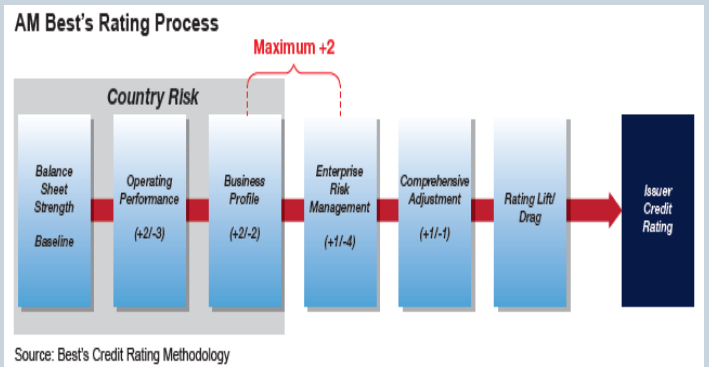 AM Best's Rating Process
Maximum +2
Country Risk
Balance
Sheet
Strength
Baseline
Operating
Performance
(+2/-3)
Business
Profile
(+2/-2)
Enterprise
Risk
Management
(+1/-4)
Comprehensive
Adjustment
(+1/-1)
Rating Lift/
Drag
Issuer
Credit
Rating
Source: Best's Credit Rating Methodology